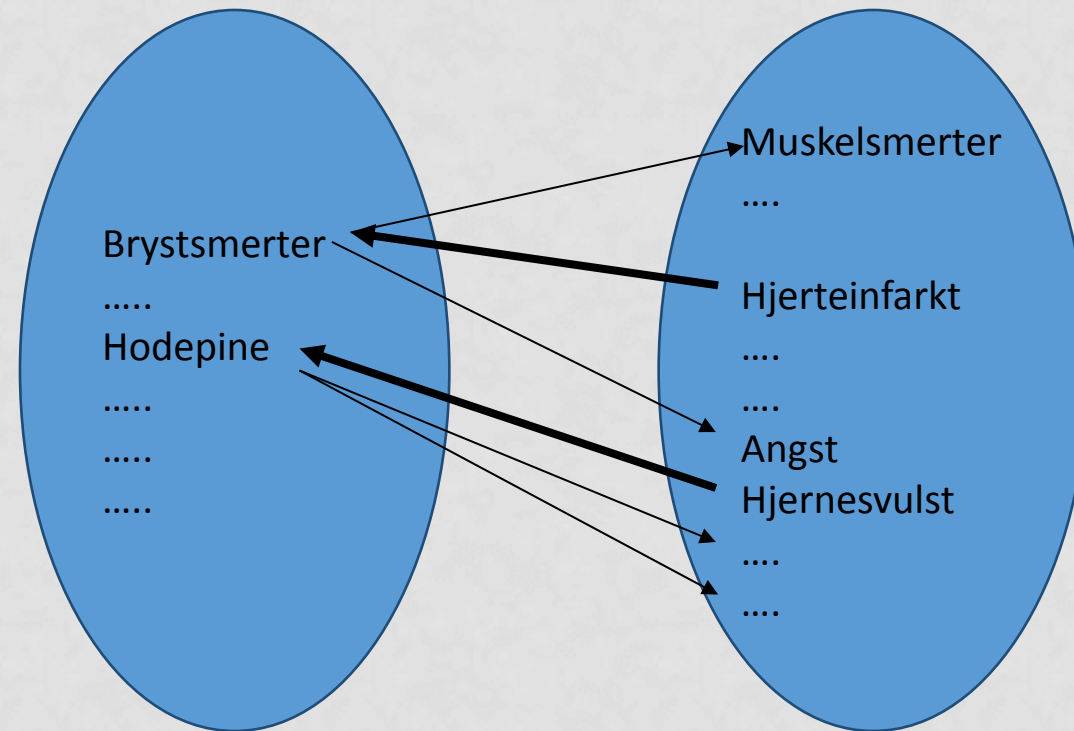 Brystsmerter
…..
Hodepine
…..
…..
…..
Muskelsmerter
….
Hjerteinfarkt
….
….
Angst
Hjernesvulst
….
….